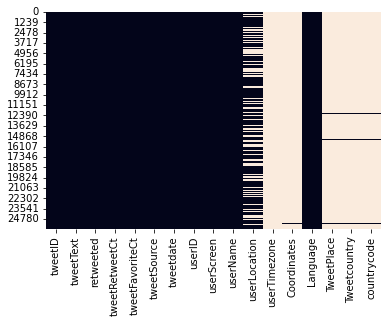 0
1239
2478
3717
4956
6195
7434
8673
9912
11151
12390
13629
14868
16107
17346
18585
19824
21063
22302
23541
24780
tweetID
tweetText
retweeted
tweetRetweetCt
tweetFavoriteCt
tweetSource
tweetdate
userID
userScreen
userName
userLocation
userTimezone
Coordinates
Language
TweetPlace
Tweetcountry
countrycode